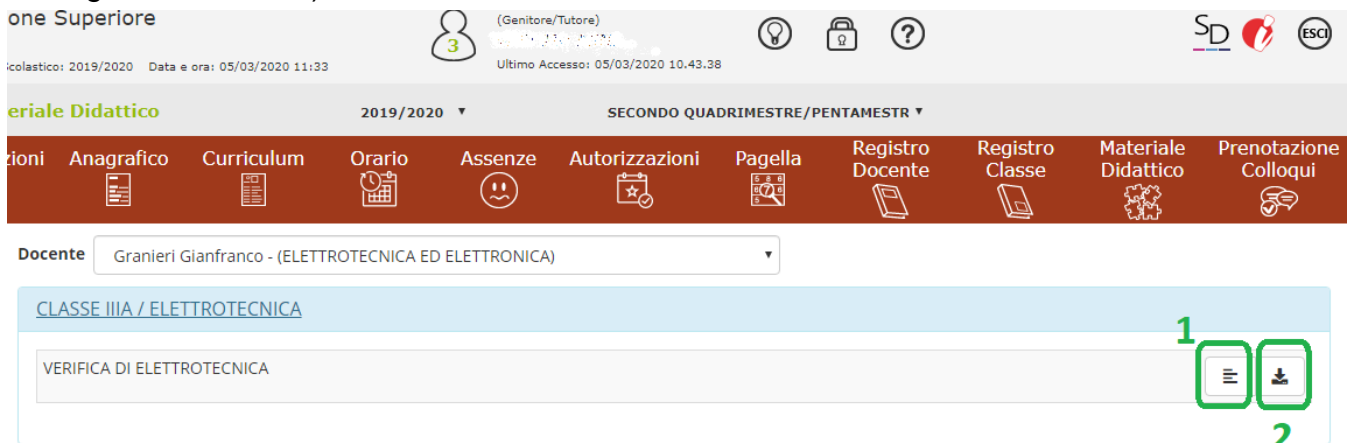 one Superiore
(Genitore/Tutore)
3
colastico: 2019/2020 Data e ora: 05/03/2020 11:33
Ultimo Accesso: 05/03/2020 10.43.38
?
SD
ESCI
eriale Didattico
2019/2020
SECONDO QUADRIMESTRE/PENTAMESTR
zioni Anagrafico Curriculum Orario Assenze Autorizzazioni Pagella Registro Docente Registro Classe Materiale Didattico Prenotazione Colloqui
Docente Granieri Gianfranco - (ELETTROTECNICA ED ELETTRONICA)
CLASSE IIIA / ELETTROTECNICA
1
VERIFICA DI ELETTROTECNICA
2